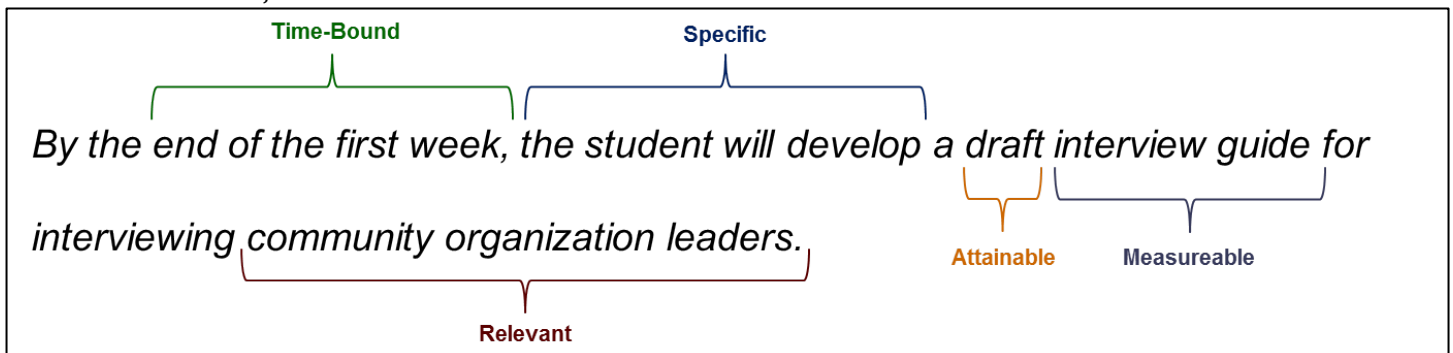 Time-Bound Specific
By the end of the first week, the student will develop a draft interview guide for
interviewing community organization leaders.
Attainable Measureable
Relevant